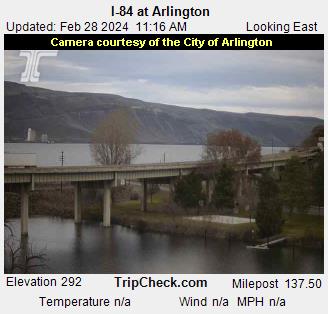 I-84 at Arlington
Updated: Feb 28 2024 11:16 AM Looking East
Camera courtesy of the City of Arlington
Elevation 292 TripCheck.com Milepost 137.50
Temperature n/a Wind n/a MPH n/a